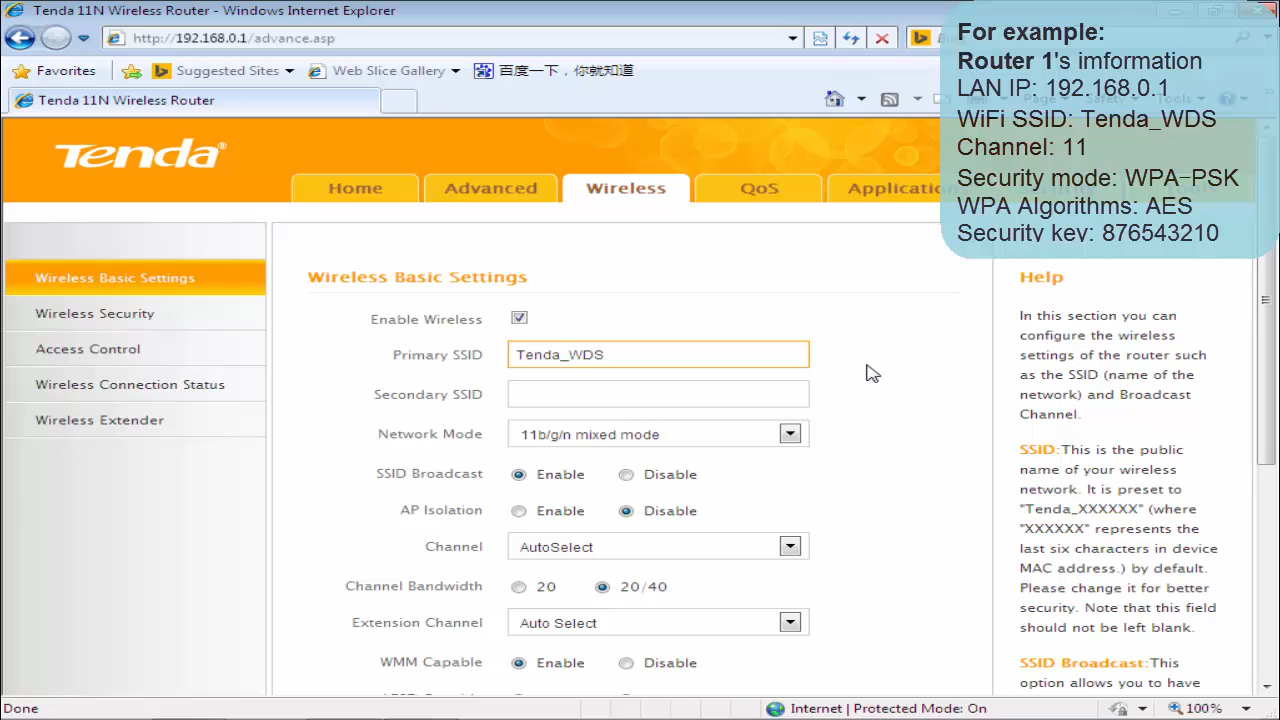 Tenda 11N Wireless Router - Windows Internet Explorer
http://192.168.0.1/advance.asp
Favorites
Suggested Sites
Web Slice Gallery
百度一下，你就知道
Tenda 11N Wireless Router
Page
Safety
Tools
For example:
Router 1's imformation
LAN IP: 192.168.0.1
WiFi SSID: Tenda_WDS
Channel: 11
Security mode: WPA-PSK
WPA Algorithms: AES
Security key: 876543210
Tenda
Home
Advanced
Wireless
QoS
Applications
Wireless Basic Settings
Wireless Security
Access Control
Wireless Connection Status
Wireless Extender
Wireless Basic Settings
Enable Wireless
Primary SSID Tenda_WDS
Secondary SSID
Network Mode 11b/g/n mixed mode
SSID Broadcast Enable Disable
AP Isolation Enable Disable
Channel AutoSelect
Channel Bandwidth 20 20/40
Extension Channel Auto Select
WMM Capable Enable Disable
Help
In this section you can
configure the wireless
settings of the router such
as the SSID (name of the
network) and Broadcast
Channel.
SSID:This is the public
name of your wireless
network. It is preset to
"Tenda_XXXXXX" (where
"XXXXXX" represents the
last six characters in device
MAC address.) by default.
Please change it for better
security. Note that this field
should not be left blank.
SSID Broadcast:This
option allows you to have
Done
Internet | Protected Mode: On
100%